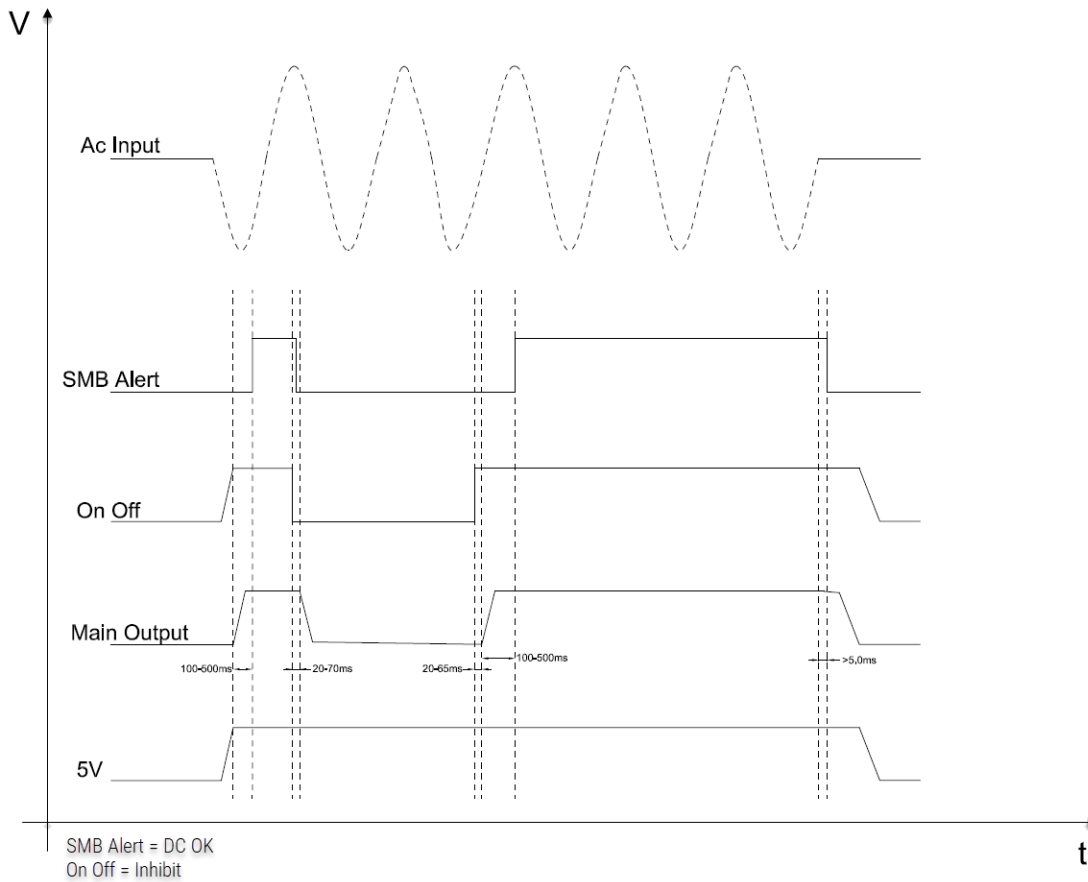 V
Ac Input
SMB Alert
On Off
Main Output
100-500ms
20-70ms
20-65ms
100-500ms
>5,0ms
5V
t
SMB Alert = DC OK
On Off = Inhibit